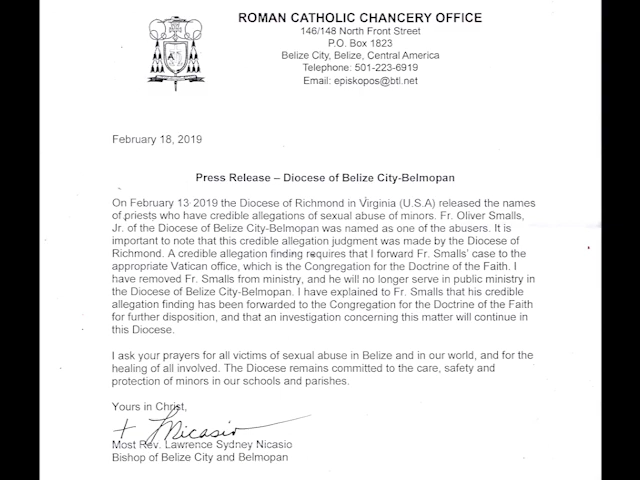 ROMAN CATHOLIC CHANCERY OFFICE
146/148 North Front Street
P.O. Box 1823
Belize City, Belize, Central America
Telephone: 501-223-6919
Email: episkopos@btl.net
February 18, 2019
Press Release – Diocese of Belize City-Belmopan
On February 13 2019 the Diocese of Richmond in Virginia (U.S.A) released the names
of priests who have credible allegations of sexual abuse of minors. Fr. Oliver Smalls,
Jr. of the Diocese of Belize City-Belmopan was named as one of the abusers. It is
important to note that this credible allegation judgment was made by the Diocese of
Richmond. A credible allegation finding requires that I forward Fr. Smalls' case to the
appropriate Vatican office, which is the Congregation for the Doctrine of the Faith. I
have removed Fr. Smalls from ministry, and he will no longer serve in public ministry in
the Diocese of Belize City-Belmopan. I have explained to Fr. Smalls that his credible
allegation finding has been forwarded to the Congregation for the Doctrine of the Faith
for further disposition, and that an investigation concerning this matter will continue in
this Diocese.
I ask your prayers for all victims of sexual abuse in Belize and in our world, and for the
healing of all involved. The Diocese remains committed to the care, safety and
protection of minors in our schools and parishes.
Yours in Christ,
+ Nicasio
Most Rev. Lawrence Sydney Nicasio
Bishop of Belize City and Belmopan